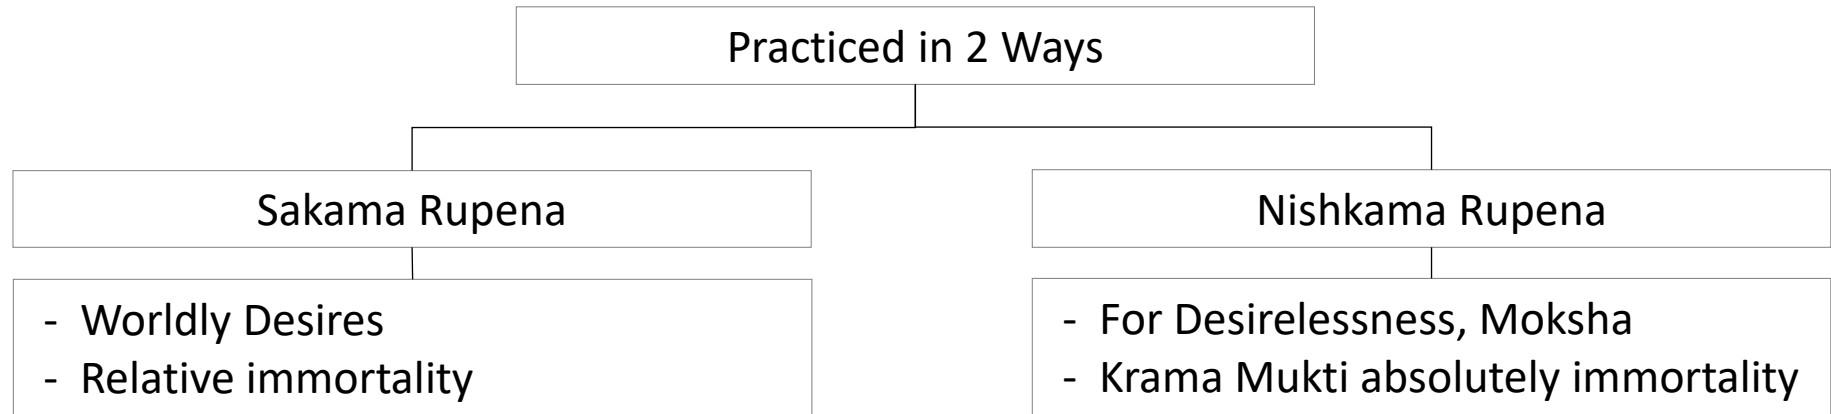 Practiced in 2 Ways
Sakama Rupena
- Worldly Desires
- Relative immortality
Nishkama Rupena
- For Desirelessness, Moksha
- Krama Mukti absolutely immortality